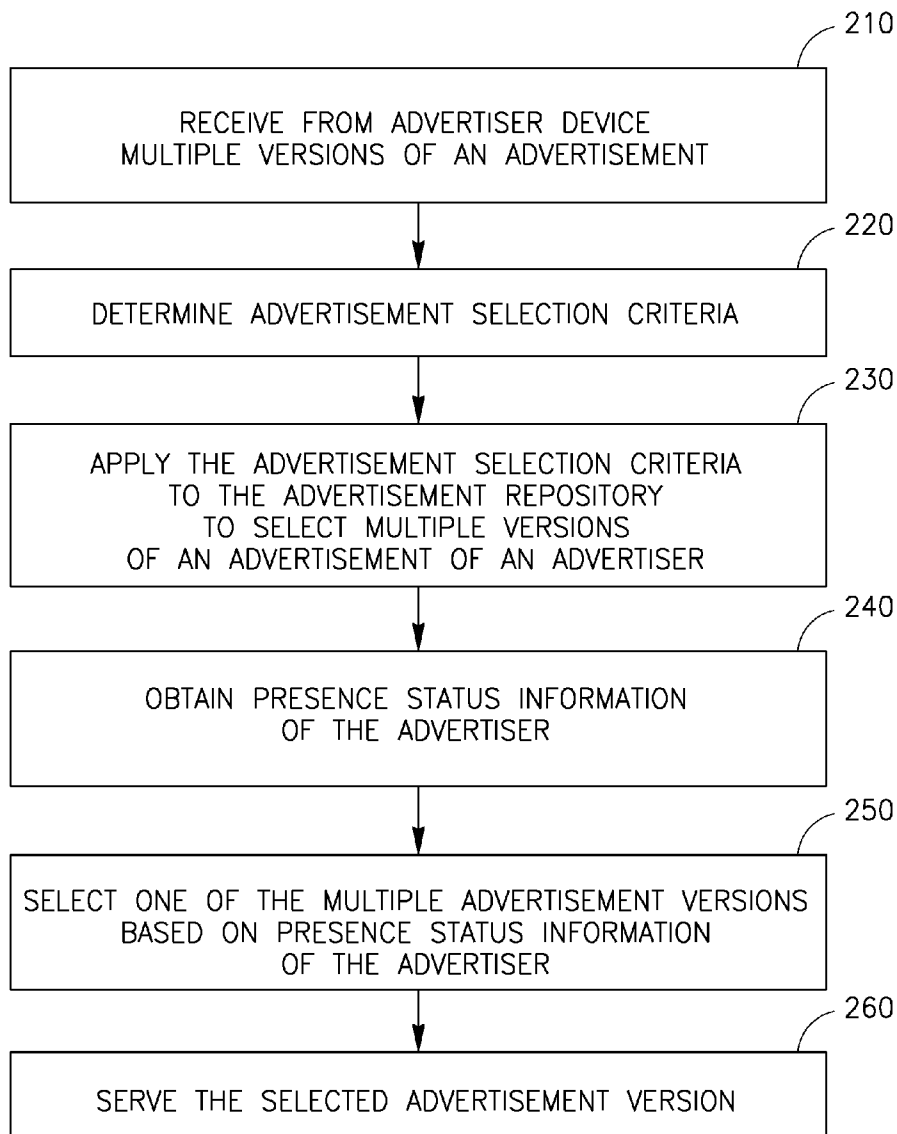 210
RECEIVE FROM ADVERTISER DEVICE
MULTIPLE VERSIONS OF AN ADVERTISEMENT
220
DETERMINE ADVERTISEMENT SELECTION CRITERIA
230
APPLY THE ADVERTISEMENT SELECTION CRITERIA
TO THE ADVERTISEMENT REPOSITORY
TO SELECT MULTIPLE VERSIONS
OF AN ADVERTISEMENT OF AN ADVERTISER
240
OBTAIN PRESENCE STATUS INFORMATION
OF THE ADVERTISER
250
SELECT ONE OF THE MULTIPLE ADVERTISEMENT VERSIONS
BASED ON PRESENCE STATUS INFORMATION
OF THE ADVERTISER
260
SERVE THE SELECTED ADVERTISEMENT VERSION